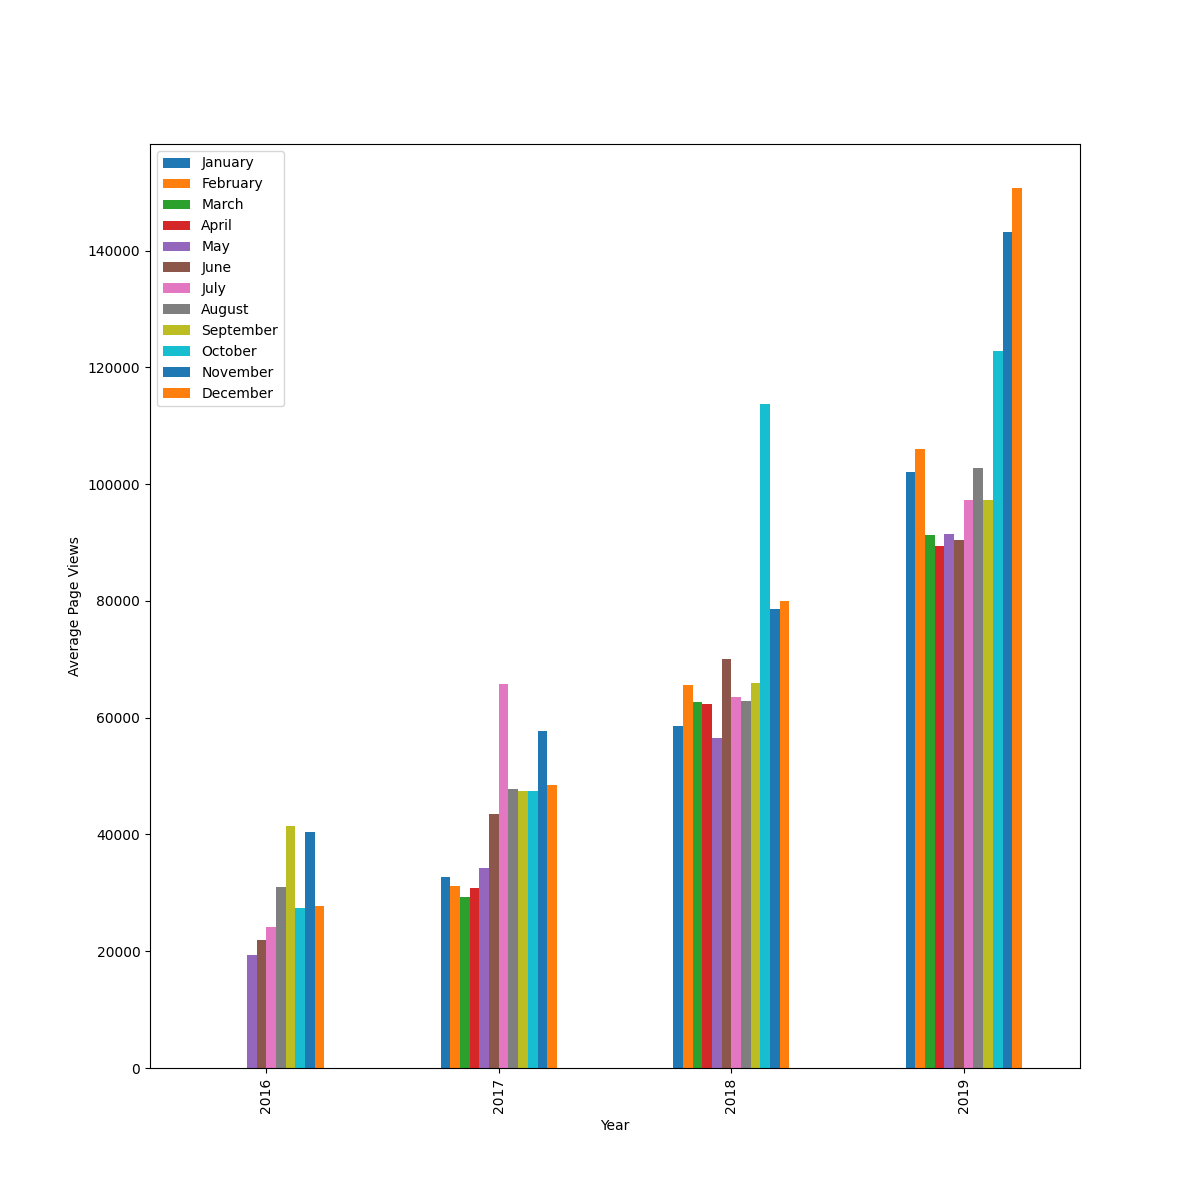 January
February
March
April
May
June
July
August
September
October
November
December
140000
120000
100000
80000
60000
40000
20000
0
Average Page Views
2016
2017
2018
2019
Year